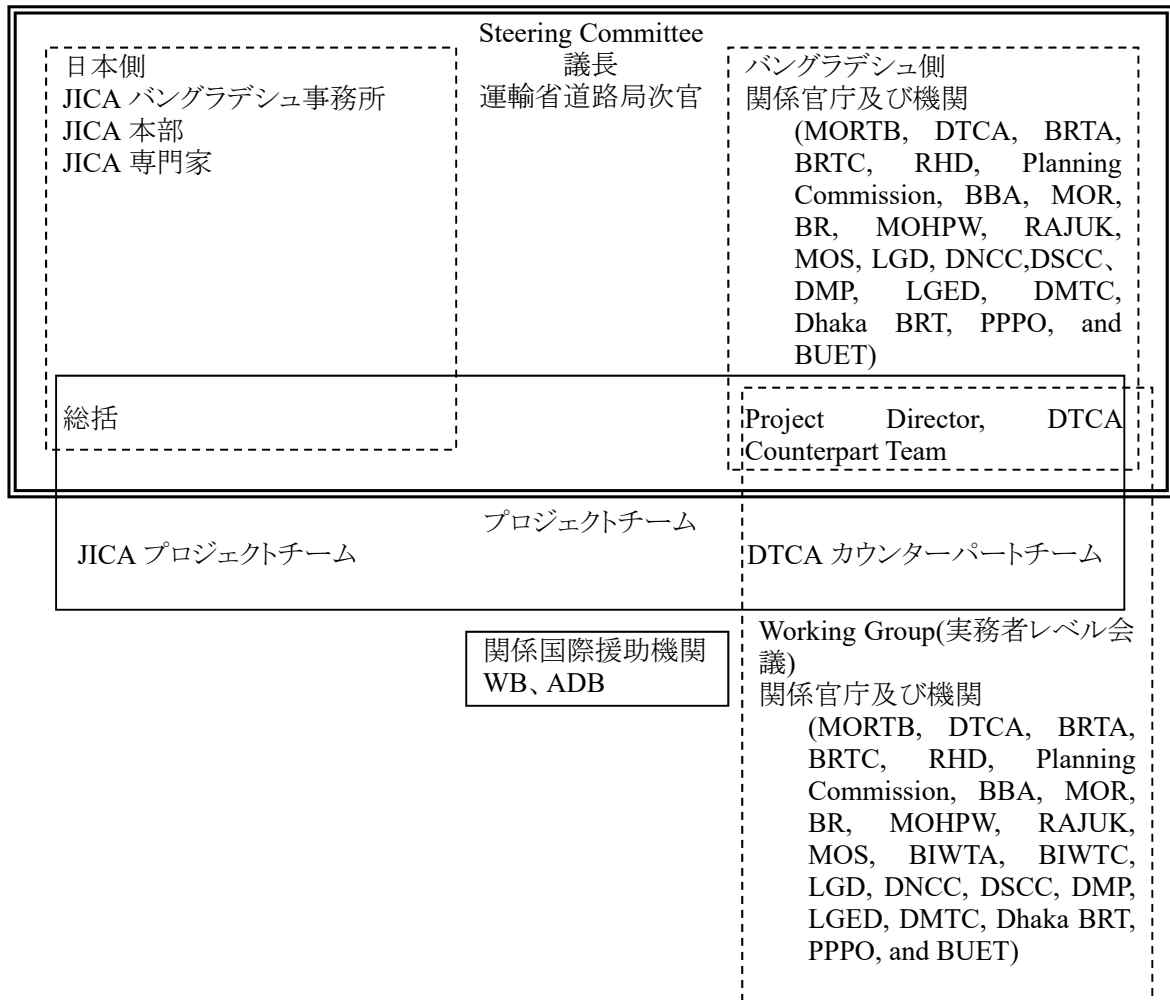 Steering Committee
議長
運輸省道路局次官
日本側
JICA バングラデシュ事務所
JICA 本部
JICA 専門家
バングラデシュ側
関係官庁及び機関
(MORTB, DTCA, BRTA,
BRTC, RHD, Planning
Commission, BBA, MOR,
BR, MOHPW, RAJUK,
MOS, LGD, DNCC,DSCC、
DMP, LGED, DMTC,
Dhaka BRT, PPPO, and
BUET)
総括
Project Director, DTCA
Counterpart Team
プロジェクトチーム
JICA プロジェクトチーム
DTCA カウンターパートチーム
関係国際援助機関
WB、ADB
Working Group(実務者レベル会
議)
関係官庁及び機関
(MORTB, DTCA, BRTA,
BRTC, RHD, Planning
Commission, BBA, MOR,
BR, MOHPW, RAJUK,
MOS, BIWTA, BIWTC,
LGD, DNCC, DSCC, DMP,
LGED, DMTC, Dhaka BRT,
PPPO, and BUET)